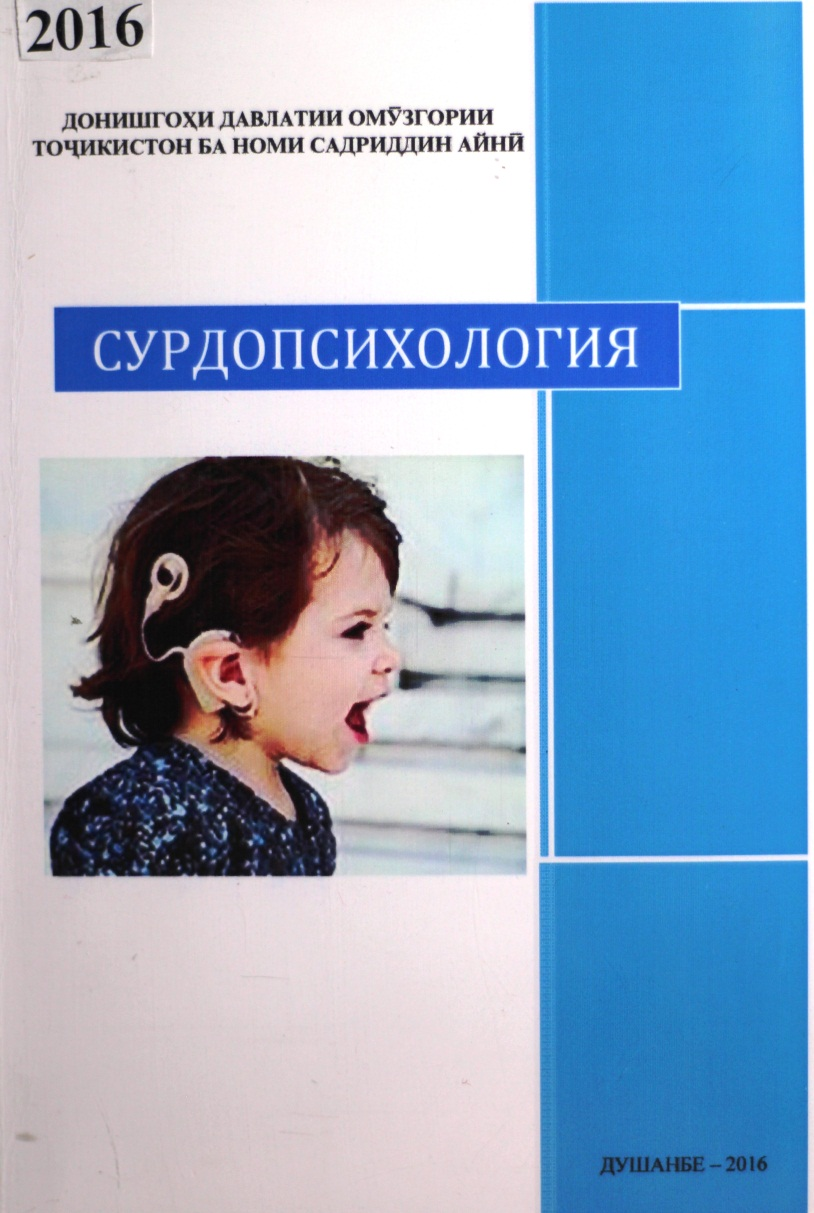 2016
ДОНИШГОҲИ ДАВЛАТИИ ОМӮЗГОРИИ
ТОҶИКИСТОН БА НОМИ САДРИДДИН АЙНӢ
СУРДОПСИХОЛОГИЯ
ДУШАНБЕ – 2016